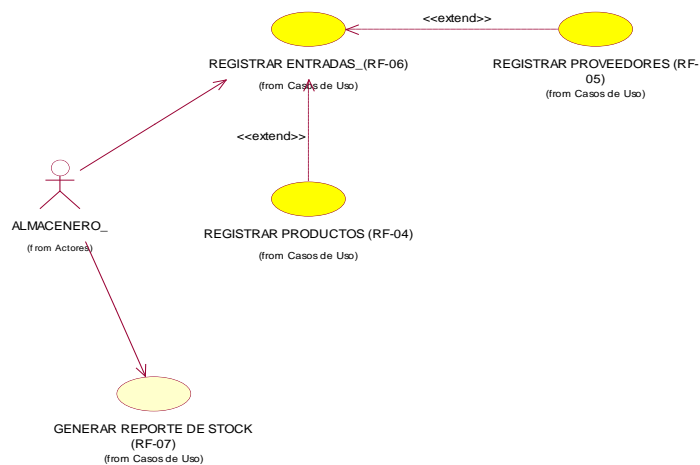 <<extend>>
REGISTRAR ENTRADAS_(RF-06)
(from Casos de Uso)
REGISTRAR PROVEEDORES (RF-
05)
(from Casos de Uso)
<<extend>>
ALMACENERO_
(from Actores)
REGISTRAR PRODUCTOS (RF-04)
(from Casos de Uso)
GENERAR REPORTE DE STOCK
(RF-07)
(from Casos de Uso)